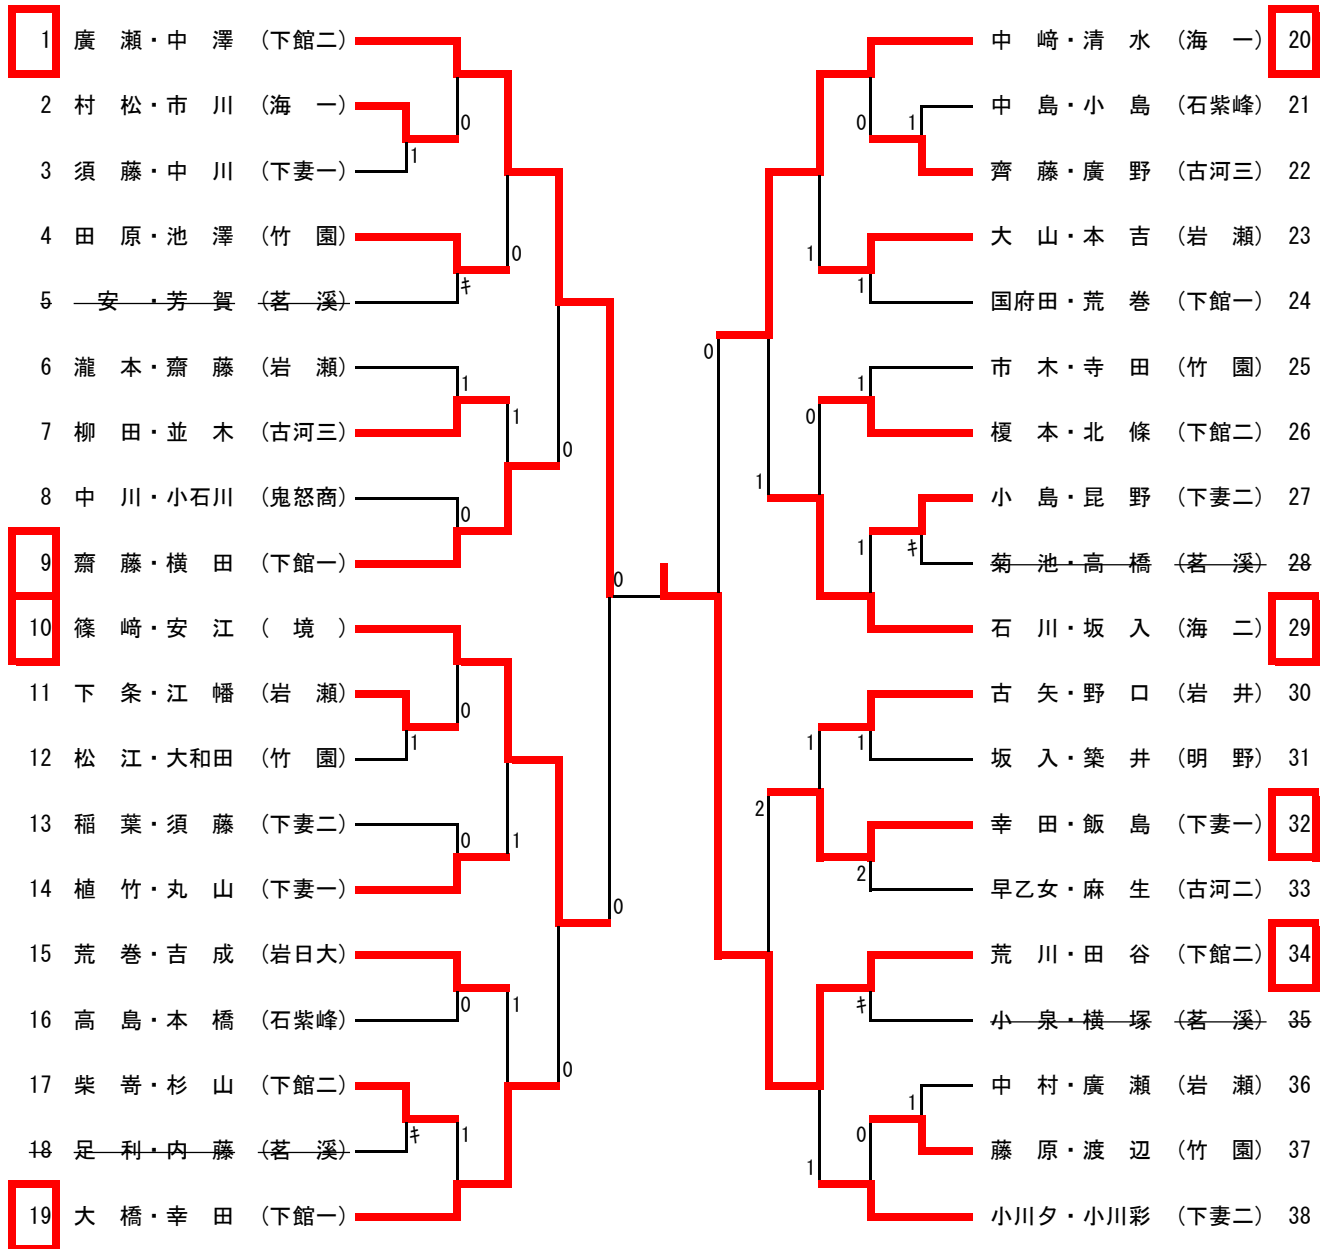 1 廣　瀬・中　澤 (下館二)
2 村　松・市　川 (海　一)
0
1
3 須　藤・中　川 (下妻一)
4 田　原・池　澤 (竹　園)
0
ｷ
5 安　・芳　賀 (茗　溪)
6 瀧　本・齋　藤 (岩　瀬)
1
1
7 柳　田・並　木 (古河三)
0
8 中　川・小石川 (鬼怒商)
0
9 齋　藤・横　田 (下館一)
0
10 篠　﨑・安　江 (　境　)
11 下　条・江　幡 (岩　瀬)
0
1
12 松　江・大和田 (竹　園)
13 稲　葉・須　藤 (下妻二)
0
1
14 植　竹・丸　山 (下妻一)
0
15 荒　巻・吉　成 (岩日大)
0
1
16 高　島・本　橋 (石紫峰)
0
17 柴　嵜・杉　山 (下館二)
ｷ
1
18 足　利・内　藤 (茗　溪)
19 大　橋・幸　田 (下館一)
中　﨑・清　水 (海　一) 20
中　島・小　島 (石紫峰) 21
0
1
齊　藤・廣　野 (古河三) 22
大　山・本　吉 (岩　瀬) 23
1
1
国府田・荒　巻 (下館一) 24
0
市　木・寺　田 (竹　園) 25
1
0
榎　本・北　條 (下館二) 26
1
小　島・昆　野 (下妻二) 27
1
ｷ
菊　池・高　橋 (茗　溪) 28
石　川・坂　入 (海　二) 29
古　矢・野　口 (岩　井) 30
1
1
坂　入・築　井 (明　野) 31
2
幸　田・飯　島 (下妻一) 32
2
早乙女・麻　生 (古河二) 33
荒　川・田　谷 (下館二) 34
ｷ
小　泉・横　塚 (茗　溪) 35
中　村・廣　瀬 (岩　瀬) 36
1
0
藤　原・渡　辺 (竹　園) 37
1
小川夕・小川彩 (下妻二) 38